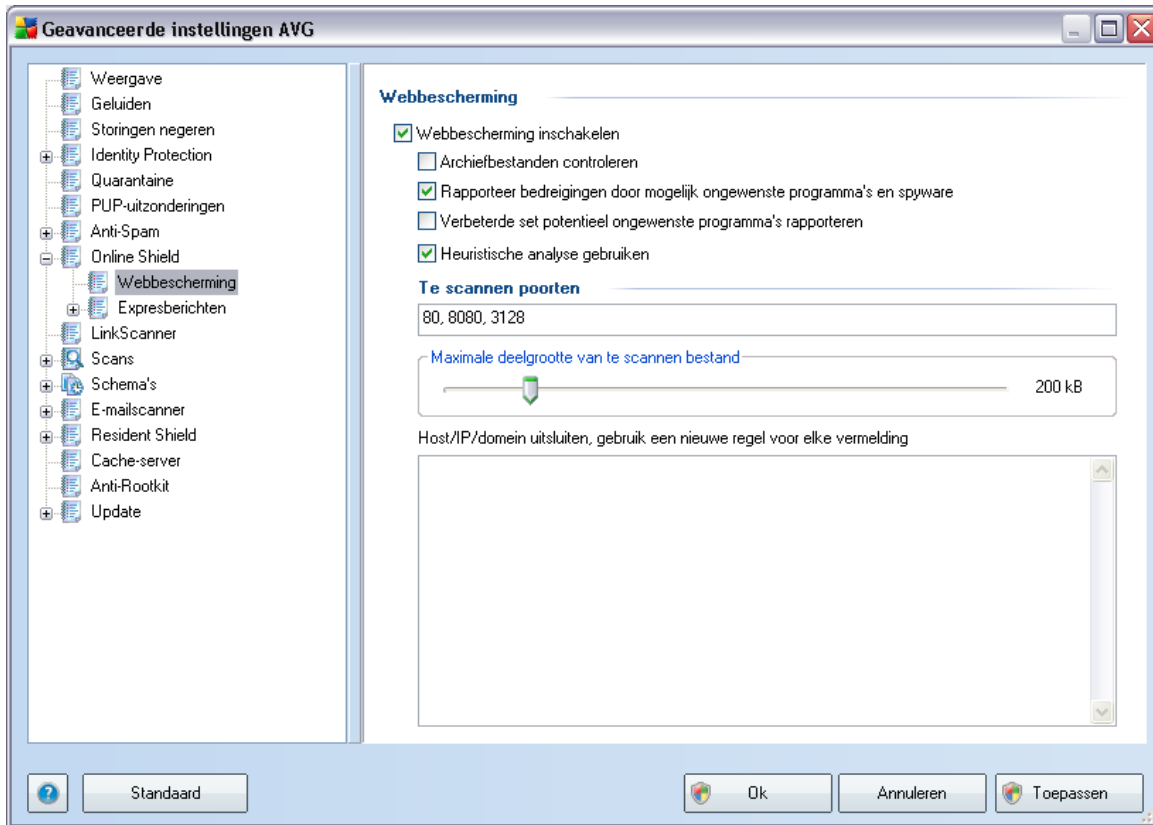 Geavanceerde instellingen AVG
Weergave
Geluiden
Storingen negeren
Identity Protection
Quarantaine
PUP-uitzonderingen
Anti-Spam
Online Shield
Webbescherming
Expresberichten
LinkScanner
Scans
Schema's
E-mailscanner
Resident Shield
Cache-server
Anti-Rootkit
Update
Webbescherming
Webbescherming inschakelen
Archiefbestanden controleren
Rapporteer bedreigingen door mogelijk ongewenste programma's en spyware
Verbeterde set potentieel ongewenste programma's rapporteren
Heuristische analyse gebruiken
Te scannen poorten
80, 8080, 3128
Maximale deelgrootte van te scannen bestand
200 kB
Host/IP/domein uitsluiten, gebruik een nieuwe regel voor elke vermelding
Standaard
Ok
Annuleren
Toepassen